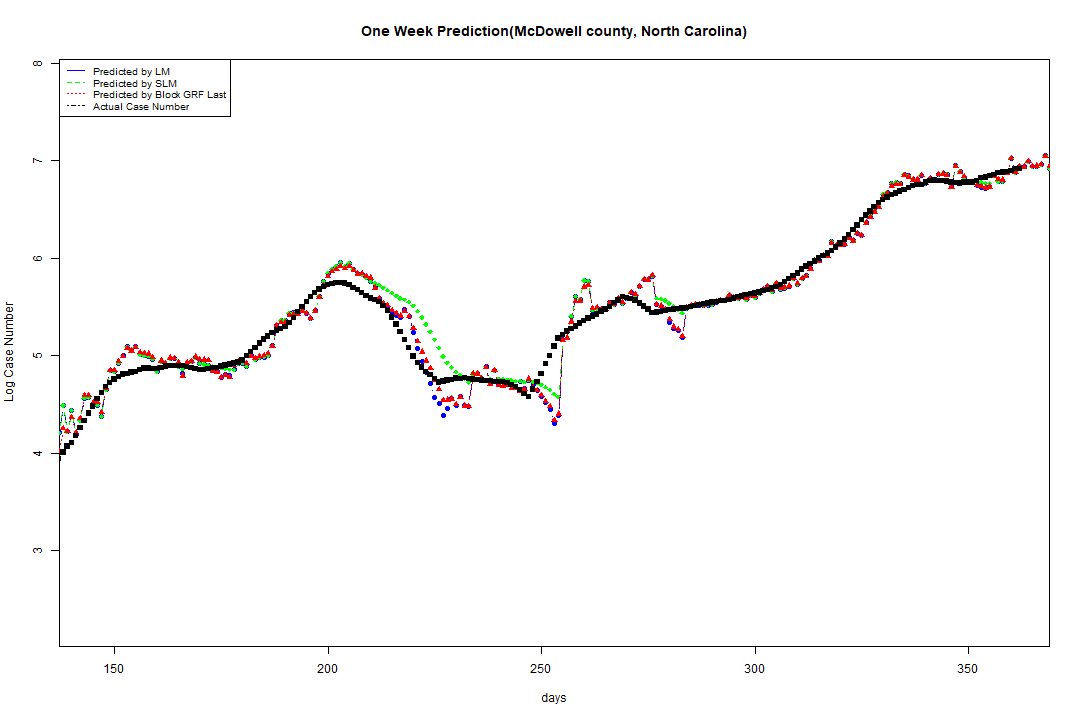 One Week Prediction(McDowell county, North Carolina)
Predicted by LM
Predicted by SLM
Predicted by Block GRF Last
Actual Case Number
8
7
6
5
4
3
Log Case Number
150 200 250 300 350
days